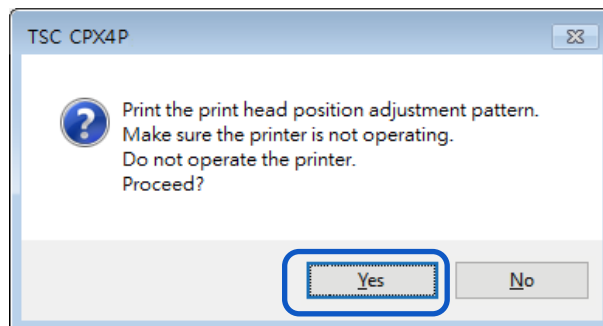 TSC CPX4P
Print the print head position adjustment pattern.
Make sure the printer is not operating.
Do not operate the printer.
Proceed?
Yes
No